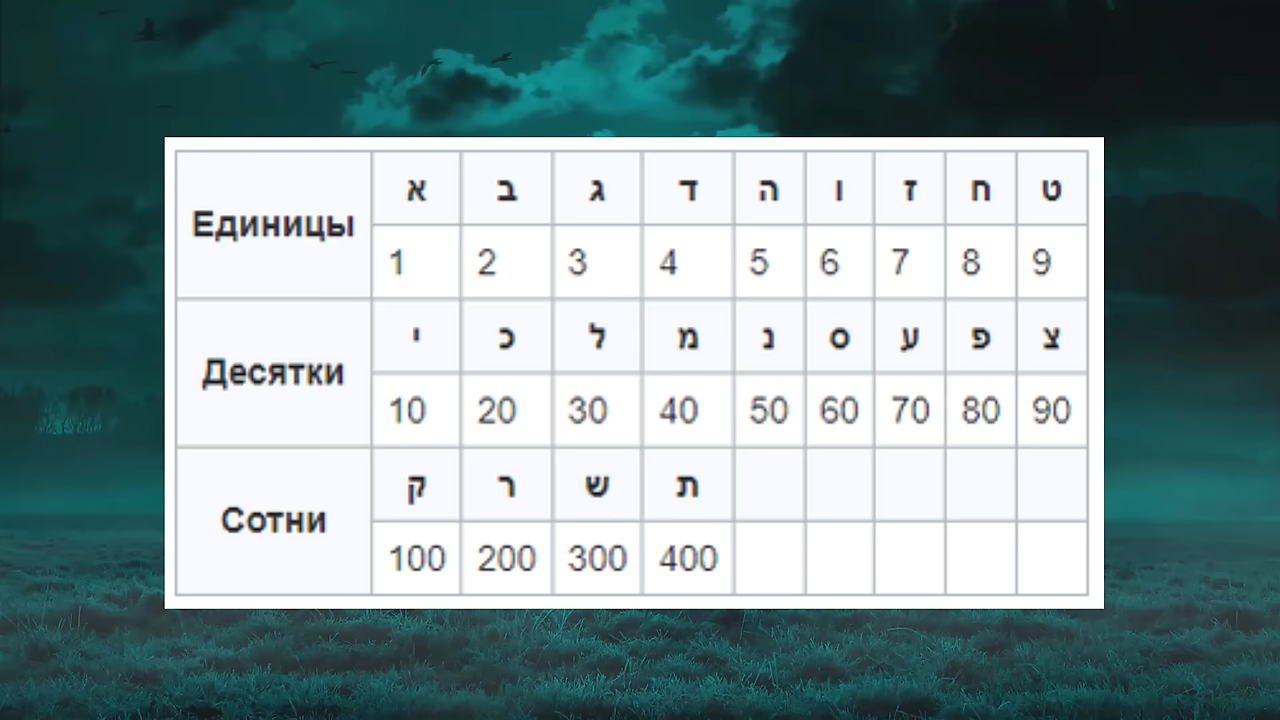 Единицы
א ב ג ד ה ו ז ח ט
1 2 3 4 5 6 7 8 9
Десятки
י כ ל מ נ ס ע פ צ
10 20 30 40 50 60 70 80 90
Сотни
ק ר ש ת
100 200 300 400